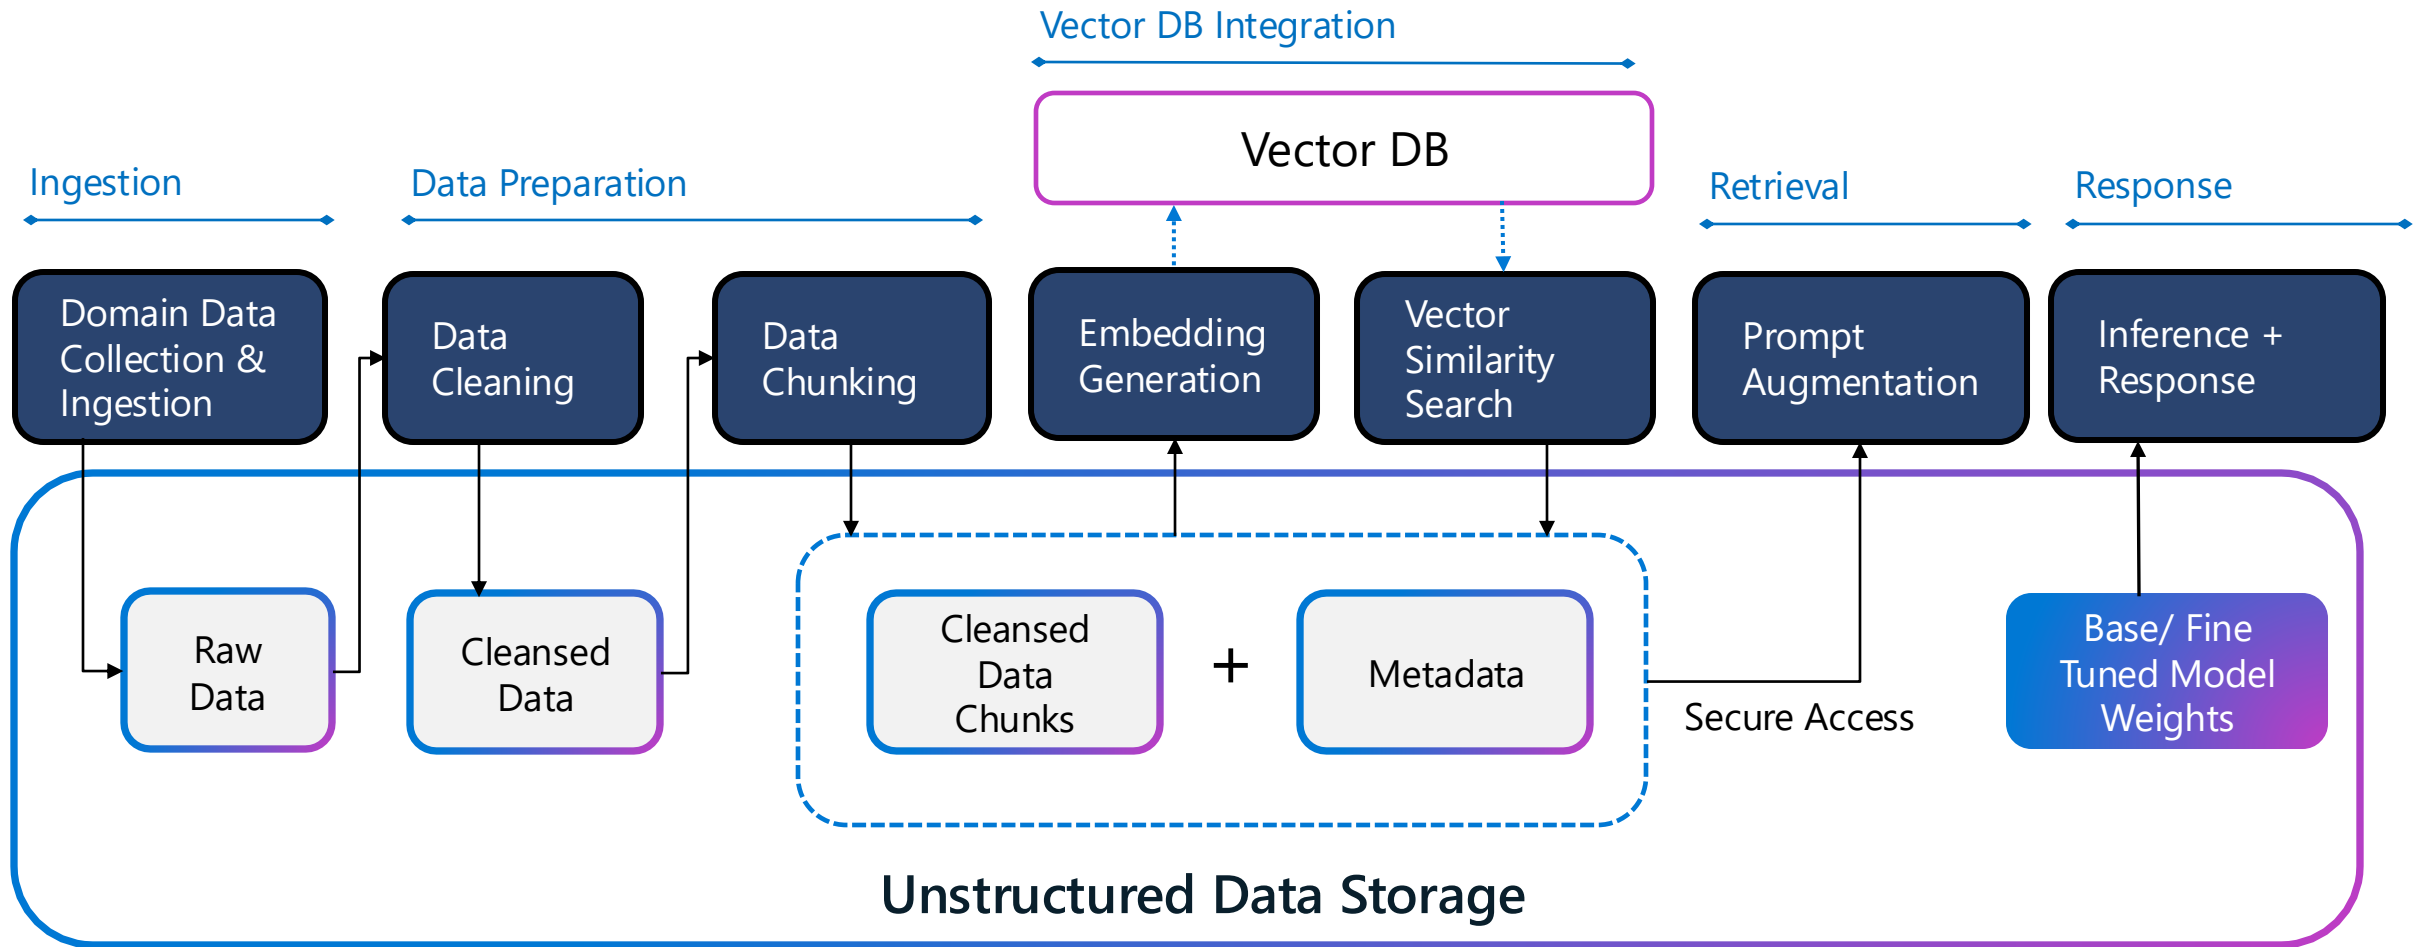 Vector DB Integration
Vector DB
Ingestion
Data Preparation
Retrieval
Response
Domain Data
Collection &
Ingestion
Data
Cleaning
Data
Chunking
Embedding
Generation
Vector
Similarity
Search
Prompt
Augmentation
Inference +
Response
Raw
Data
Cleansed
Data
Cleansed
Data
Chunks
+
Metadata
Secure Access
Base/ Fine
Tuned Model
Weights
Unstructured Data Storage